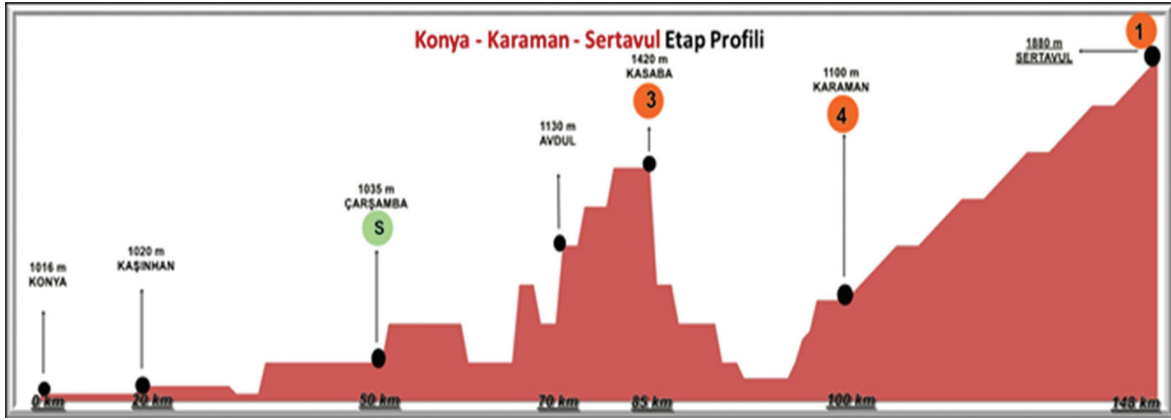 Konya - Karaman - Sertavul Etap Profili
1016 m
KONYA
1020 m
KAŞINHAN
1035 m
ÇARŞAMBA
S
1130 m
AVDUL
1420 m
KASABA
3
1100 m
KARAMAN
4
1880 m
SERTAVUL
1
0 km
20 km
50 km
70 km
85 km
100 km
148 km